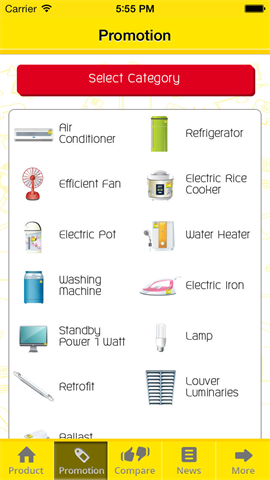 Carrier 5:55 PM
Promotion
Select Category
Air
Conditioner
Refrigerator
Efficient Fan
Electric Rice
Cooker
Electric Pot
Water Heater
Washing
Machine
Electric Iron
Standby
Power 1 Watt
Lamp
Retrofit
Louver
Luminaries
Ballast
Product Promotion Compare News More